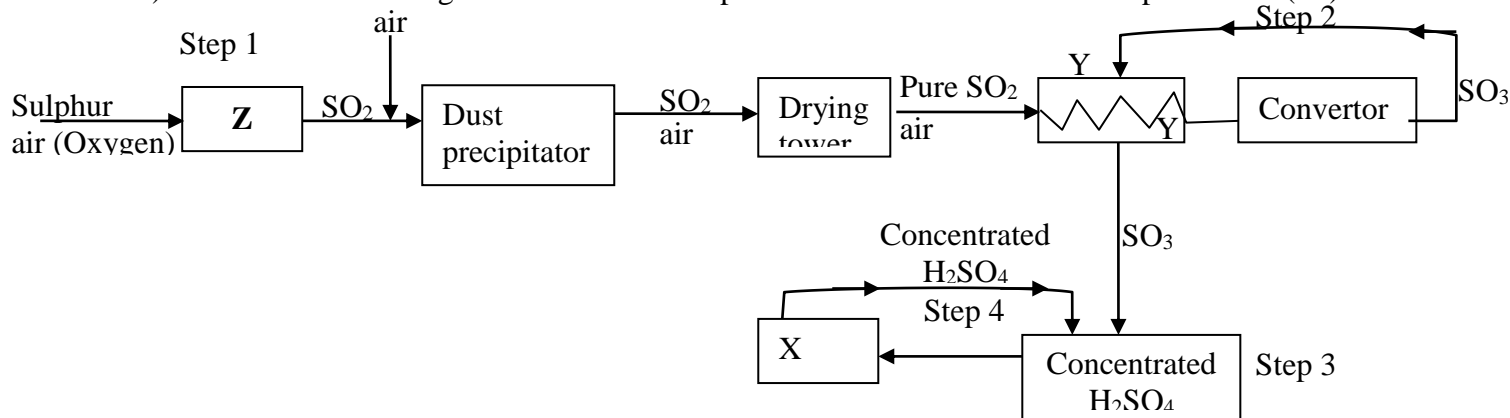 air
Step 1
Step 2
Sulphur
air (Oxygen)
Z
SO₂
Dust
precipitator
SO₂
air
Drying
tower
Pure SO₂
air
Y
Y
Convertor
SO₃
SO₃
Concentrated
H₂SO₄
Step 4
X
Concentrated
H₂SO₄
Step 3